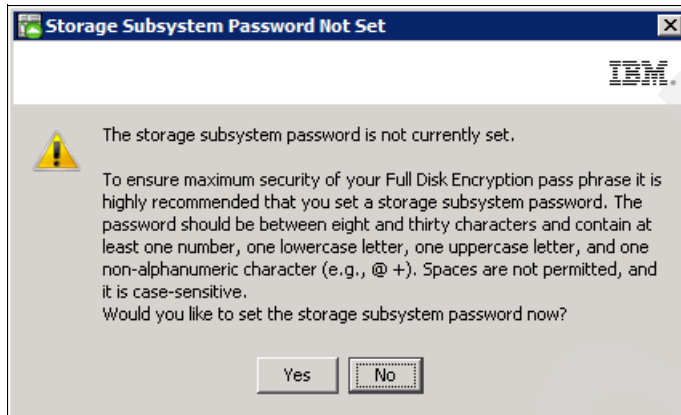 Storage Subsystem Password Not Set
IBM.
The storage subsystem password is not currently set.
To ensure maximum security of your Full Disk Encryption pass phrase it is
highly recommended that you set a storage subsystem password. The
password should be between eight and thirty characters and contain at
least one number, one lowercase letter, one uppercase letter, and one
non-alphanumeric character (e.g., @ +). Spaces are not permitted, and
it is case-sensitive.
Would you like to set the storage subsystem password now?
Yes
No